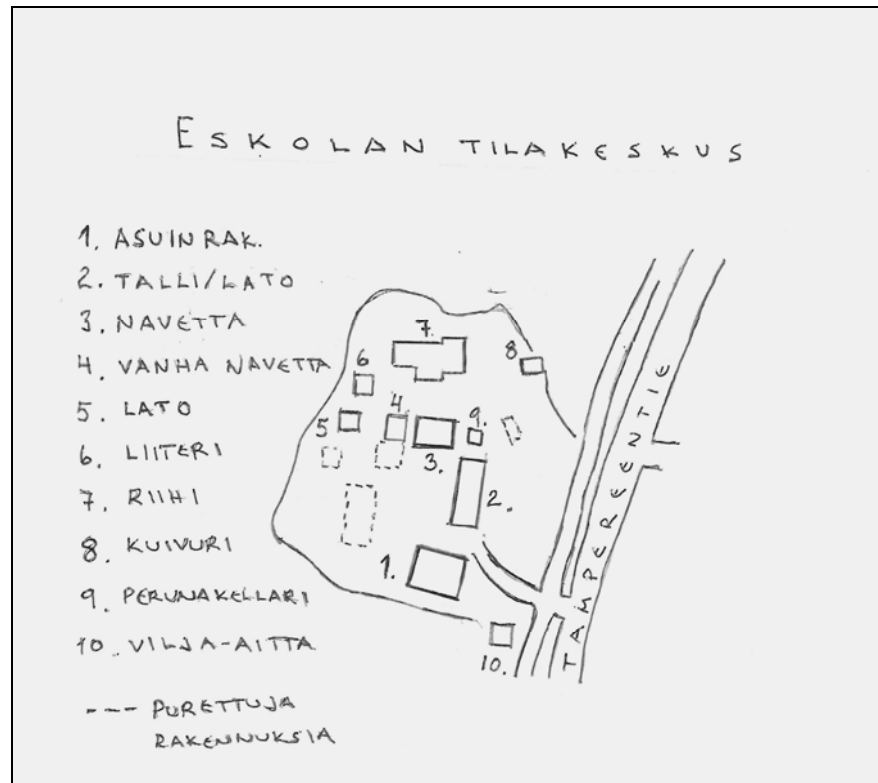 ESKOLAN TILAKESKUS
1. ASUINRAK.
2. TALLI/LATO
3. NAVETTA
4. VANHA NAVETTA
5. LATO
6. LIITERI
7. RIIHI
8. KUIVURI
9. PERUNAKELLARI
10. VILJA-AITTA
--- PURETTUJA
RAKENNUKSIA
7.
8
6
4.
9.
5
3.
2.
1.
10.
TAMPEREENTIE